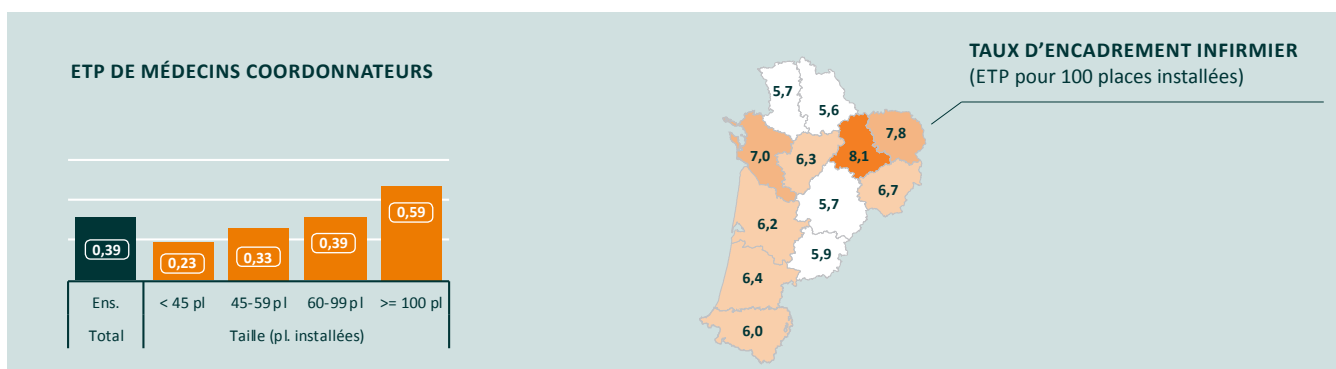 ETP DE MÉDECINS COORDONNATEURS
0,39
0,23
0,33
0,39
0,59
Ens.
< 45 pl
45-59 pl
60-99 pl
>= 100 pl
Total
Taille (pl. installées)
TAUX D'ENCADREMENT INFIRMIER
(ETP pour 100 places installées)
5,7
5,6
7,8
7,0
6,3
8,1
6,7
5,7
6,2
5,9
6,4
6,0